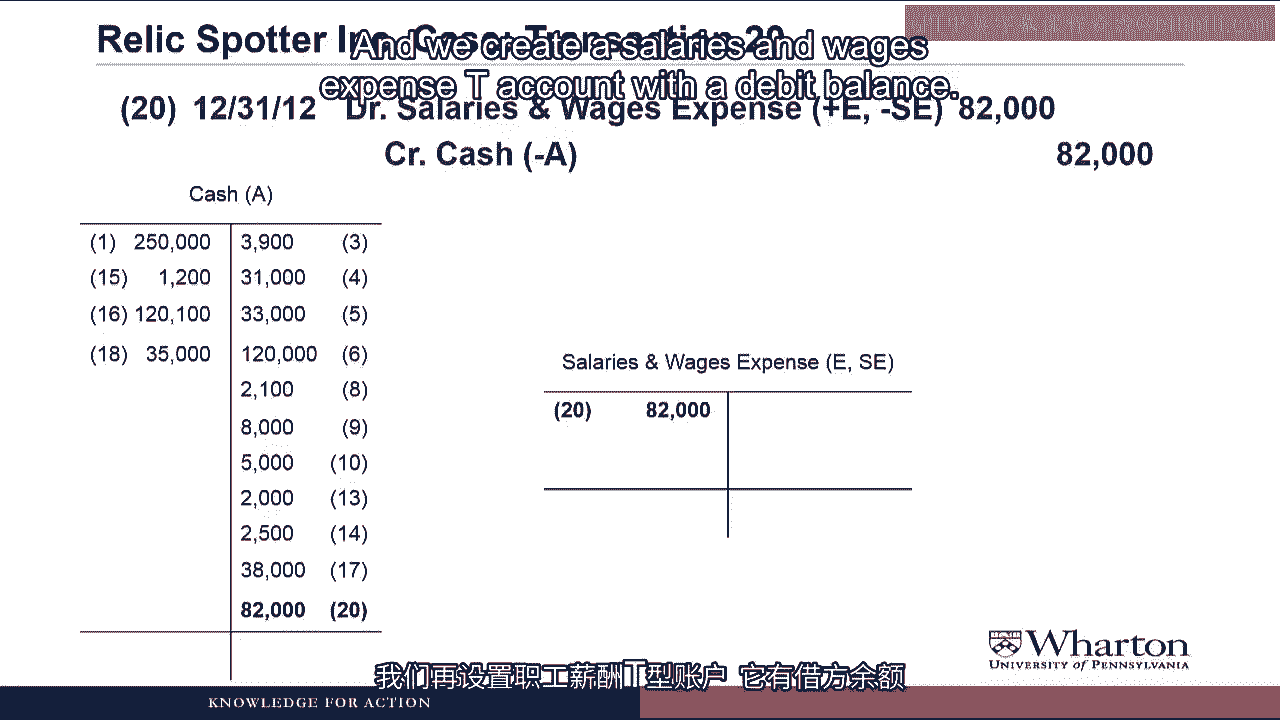 Relic Spotter Inc. Case: Transaction 20
And we create a salaries and wages
expense T account with a debit balance.
(20) 12/31/12 Dr. Salaries & Wages Expense (+E, -SE) 82,000
Cr. Cash (-A) 82,000
Cash (A)
(1) 250,000 3,900 (3)
(15) 1,200 31,000 (4)
(16) 120,100 33,000 (5)
(18) 35,000 120,000 (6)
2,100 (8)
8,000 (9)
5,000 (10)
2,000 (13)
2,500 (14)
38,000 (17)
82,000 (20)
Salaries & Wages Expense (E, SE)
(20) 82,000
我们再设置职工薪酬T型账户 它有借方余额
Wharton
UNIVERSITY of PENNSYLVANIA
KNOWLEDGE FOR ACTION